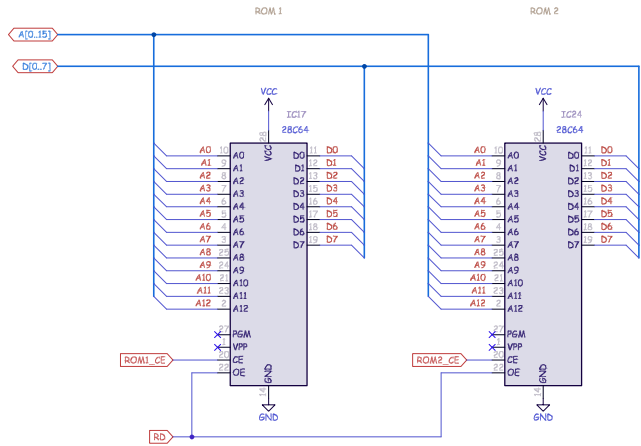 ROM 1
ROM 2
A[0..15]
D[0..7]
VCC
IC17
28C64
28
VCC
A0 10 A0 D0 11 D0
A1 9 A1 D1 12 D1
A2 8 A2 D2 13 D2
A3 7 A3 D3 15 D3
A4 6 A4 D4 16 D4
A5 5 A5 D5 17 D5
A6 4 A6 D6 18 D6
A7 3 A7 D7 19 D7
A8 25 A8
A9 24 A9
A10 21 A10
A11 23 A11
A12 2 A12
27 PGM
1 VPP
ROM1_CE 20 CE
22 OE
GND
14
GND
VCC
IC24
28C64
28
VCC
A0 10 A0 D0 11 D0
A1 9 A1 D1 12 D1
A2 8 A2 D2 13 D2
A3 7 A3 D3 15 D3
A4 6 A4 D4 16 D4
A5 5 A5 D5 17 D5
A6 4 A6 D6 18 D6
A7 3 A7 D7 19 D7
A8 25 A8
A9 24 A9
A10 21 A10
A11 23 A11
A12 2 A12
27 PGM
1 VPP
ROM2_CE 20 CE
22 OE
GND
14
GND
RD